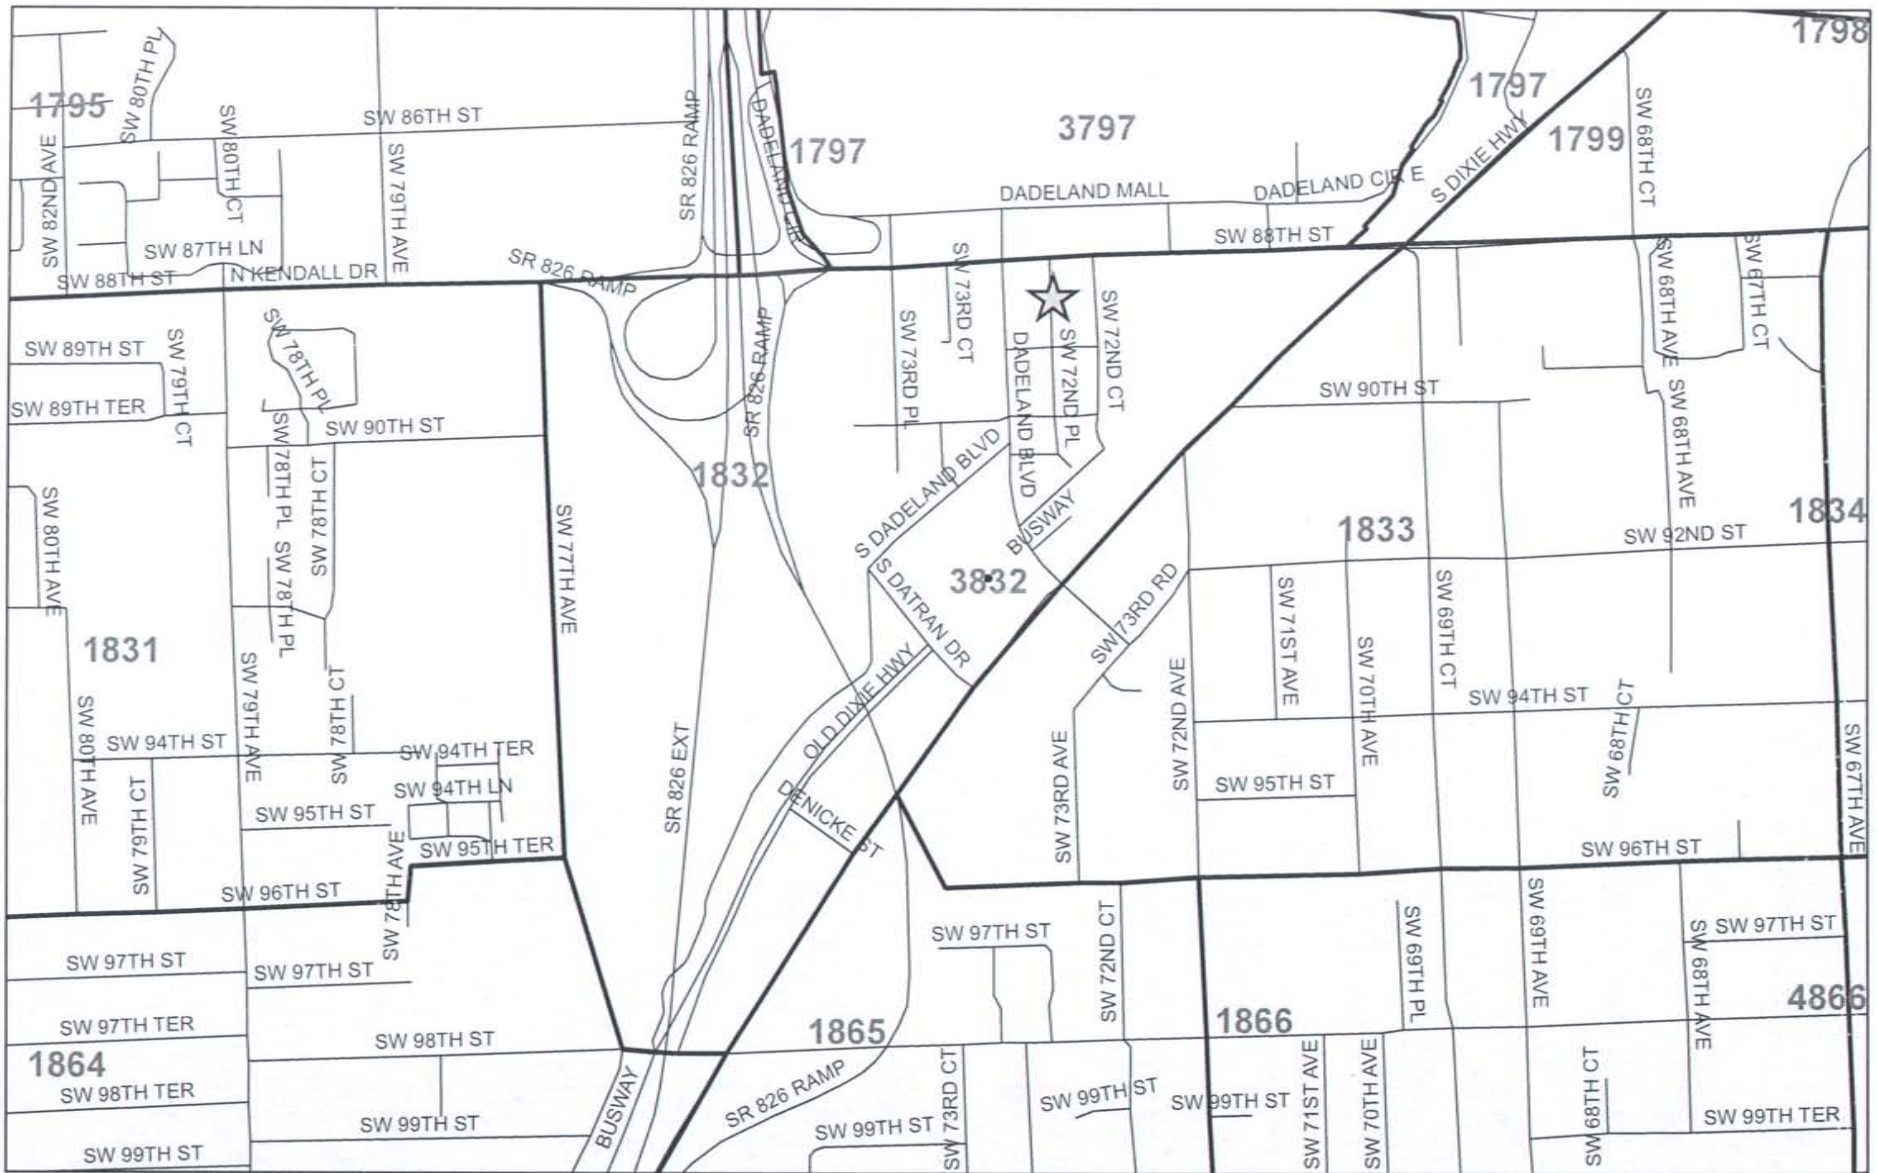 1798
SW 80TH PL
1795
SW 86TH ST
SW 80TH CT
SR 826 RAMP
DADELAND CIR
1797
3797
1797
1799
S DIXIE HWY
SW 68TH CT
SW 82ND AVE
SW 79TH AVE
SW 87TH LN
DADELAND MALL
DADELAND CIR E
SW 88TH ST
SW 88TH ST
N KENDALL DR
SR 826 RAMP
SW 73RD CT
SW 68TH AVE
SW 67TH CT
SW 89TH ST
SW 79TH CT
SW 78TH PL
SR 826 RAMP
SW 73RD PL
DADELAND BLVD
SW 72ND PL
SW 72ND CT
SW 89TH TER
SW 90TH ST
SW 90TH ST
SW 78TH PL
SW 78TH CT
1832
S DADELAND BLVD
SW 68TH AVE
SW 80TH AVE
SW 77TH AVE
BUSWAY
1833
SW 92ND ST
1834
SW 78TH PL
S DATRAN DR
3832
SW 73RD RD
SW 71ST AVE
SW 69TH CT
1831
SW 79TH AVE
SW 78TH CT
OLD DIXIE HWY
SW 72ND AVE
SW 70TH AVE
SW 94TH ST
SW 68TH CT
SW 80TH AVE
SW 94TH ST
SW 94TH TER
SR 826 EXT
SW 73RD AVE
SW 67TH AVE
SW 79TH CT
SW 94TH LN
DENICKE ST
SW 95TH ST
SW 95TH ST
SW 78TH AVE
SW 95TH TER
SW 96TH ST
SW 96TH ST
SW 97TH ST
SW 72ND CT
SW 69TH PL
SW 69TH AVE
SW 68TH AVE
SW 97TH ST
SW 97TH ST
SW 97TH ST
4866
SW 97TH TER
SW 98TH ST
1865
1866
1864
SW 98TH TER
BUSWAY
SR 826 RAMP
SW 73RD CT
SW 99TH ST
SW 99TH ST
SW 71ST AVE
SW 70TH AVE
SW 68TH CT
SW 99TH TER
SW 99TH ST
SW 99TH ST
SW 99TH ST